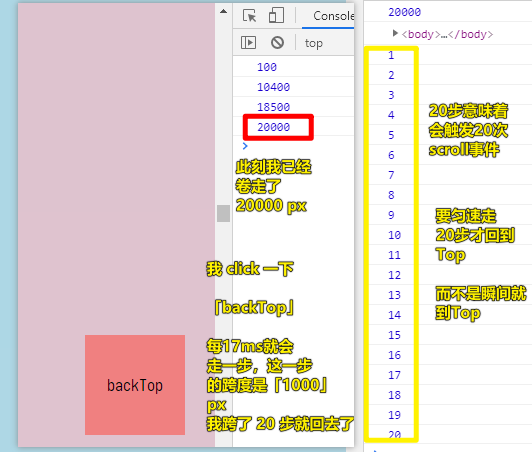 Console
top
100
10400
18500
20000
此刻我已经
卷走了
20000 px
我 click 一下
「backTop」
每17ms就会
走一步，这一步
的跨度是「1000」
px
我跨了 20 步就回去了
backTop
20000
<body>…</body>
1
2
3
4
5
6
7
8
9
10
11
12
13
14
15
16
17
18
19
20
20步意味着
会触发20次
scroll事件
要匀速走
20步才回到
Top
而不是瞬间就
到Top